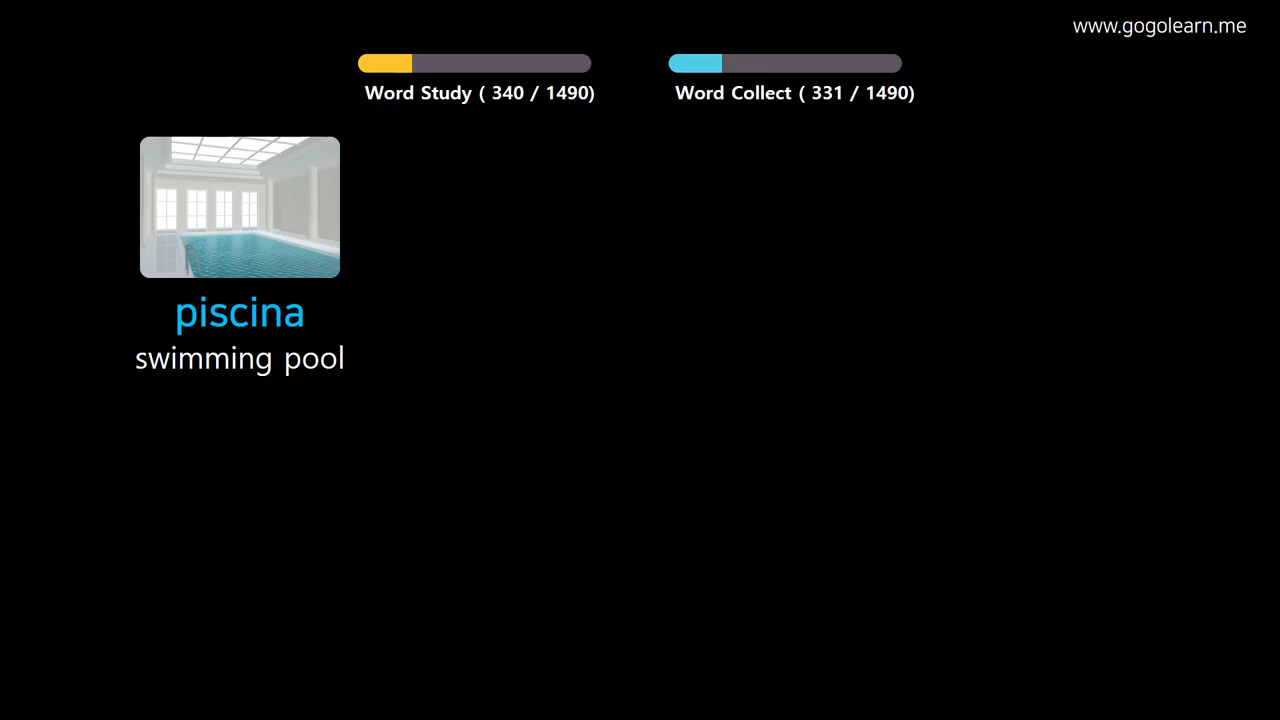 www.gogolearn.me
Word Study ( 340 / 1490)
Word Collect ( 331 / 1490)
piscina
swimming pool